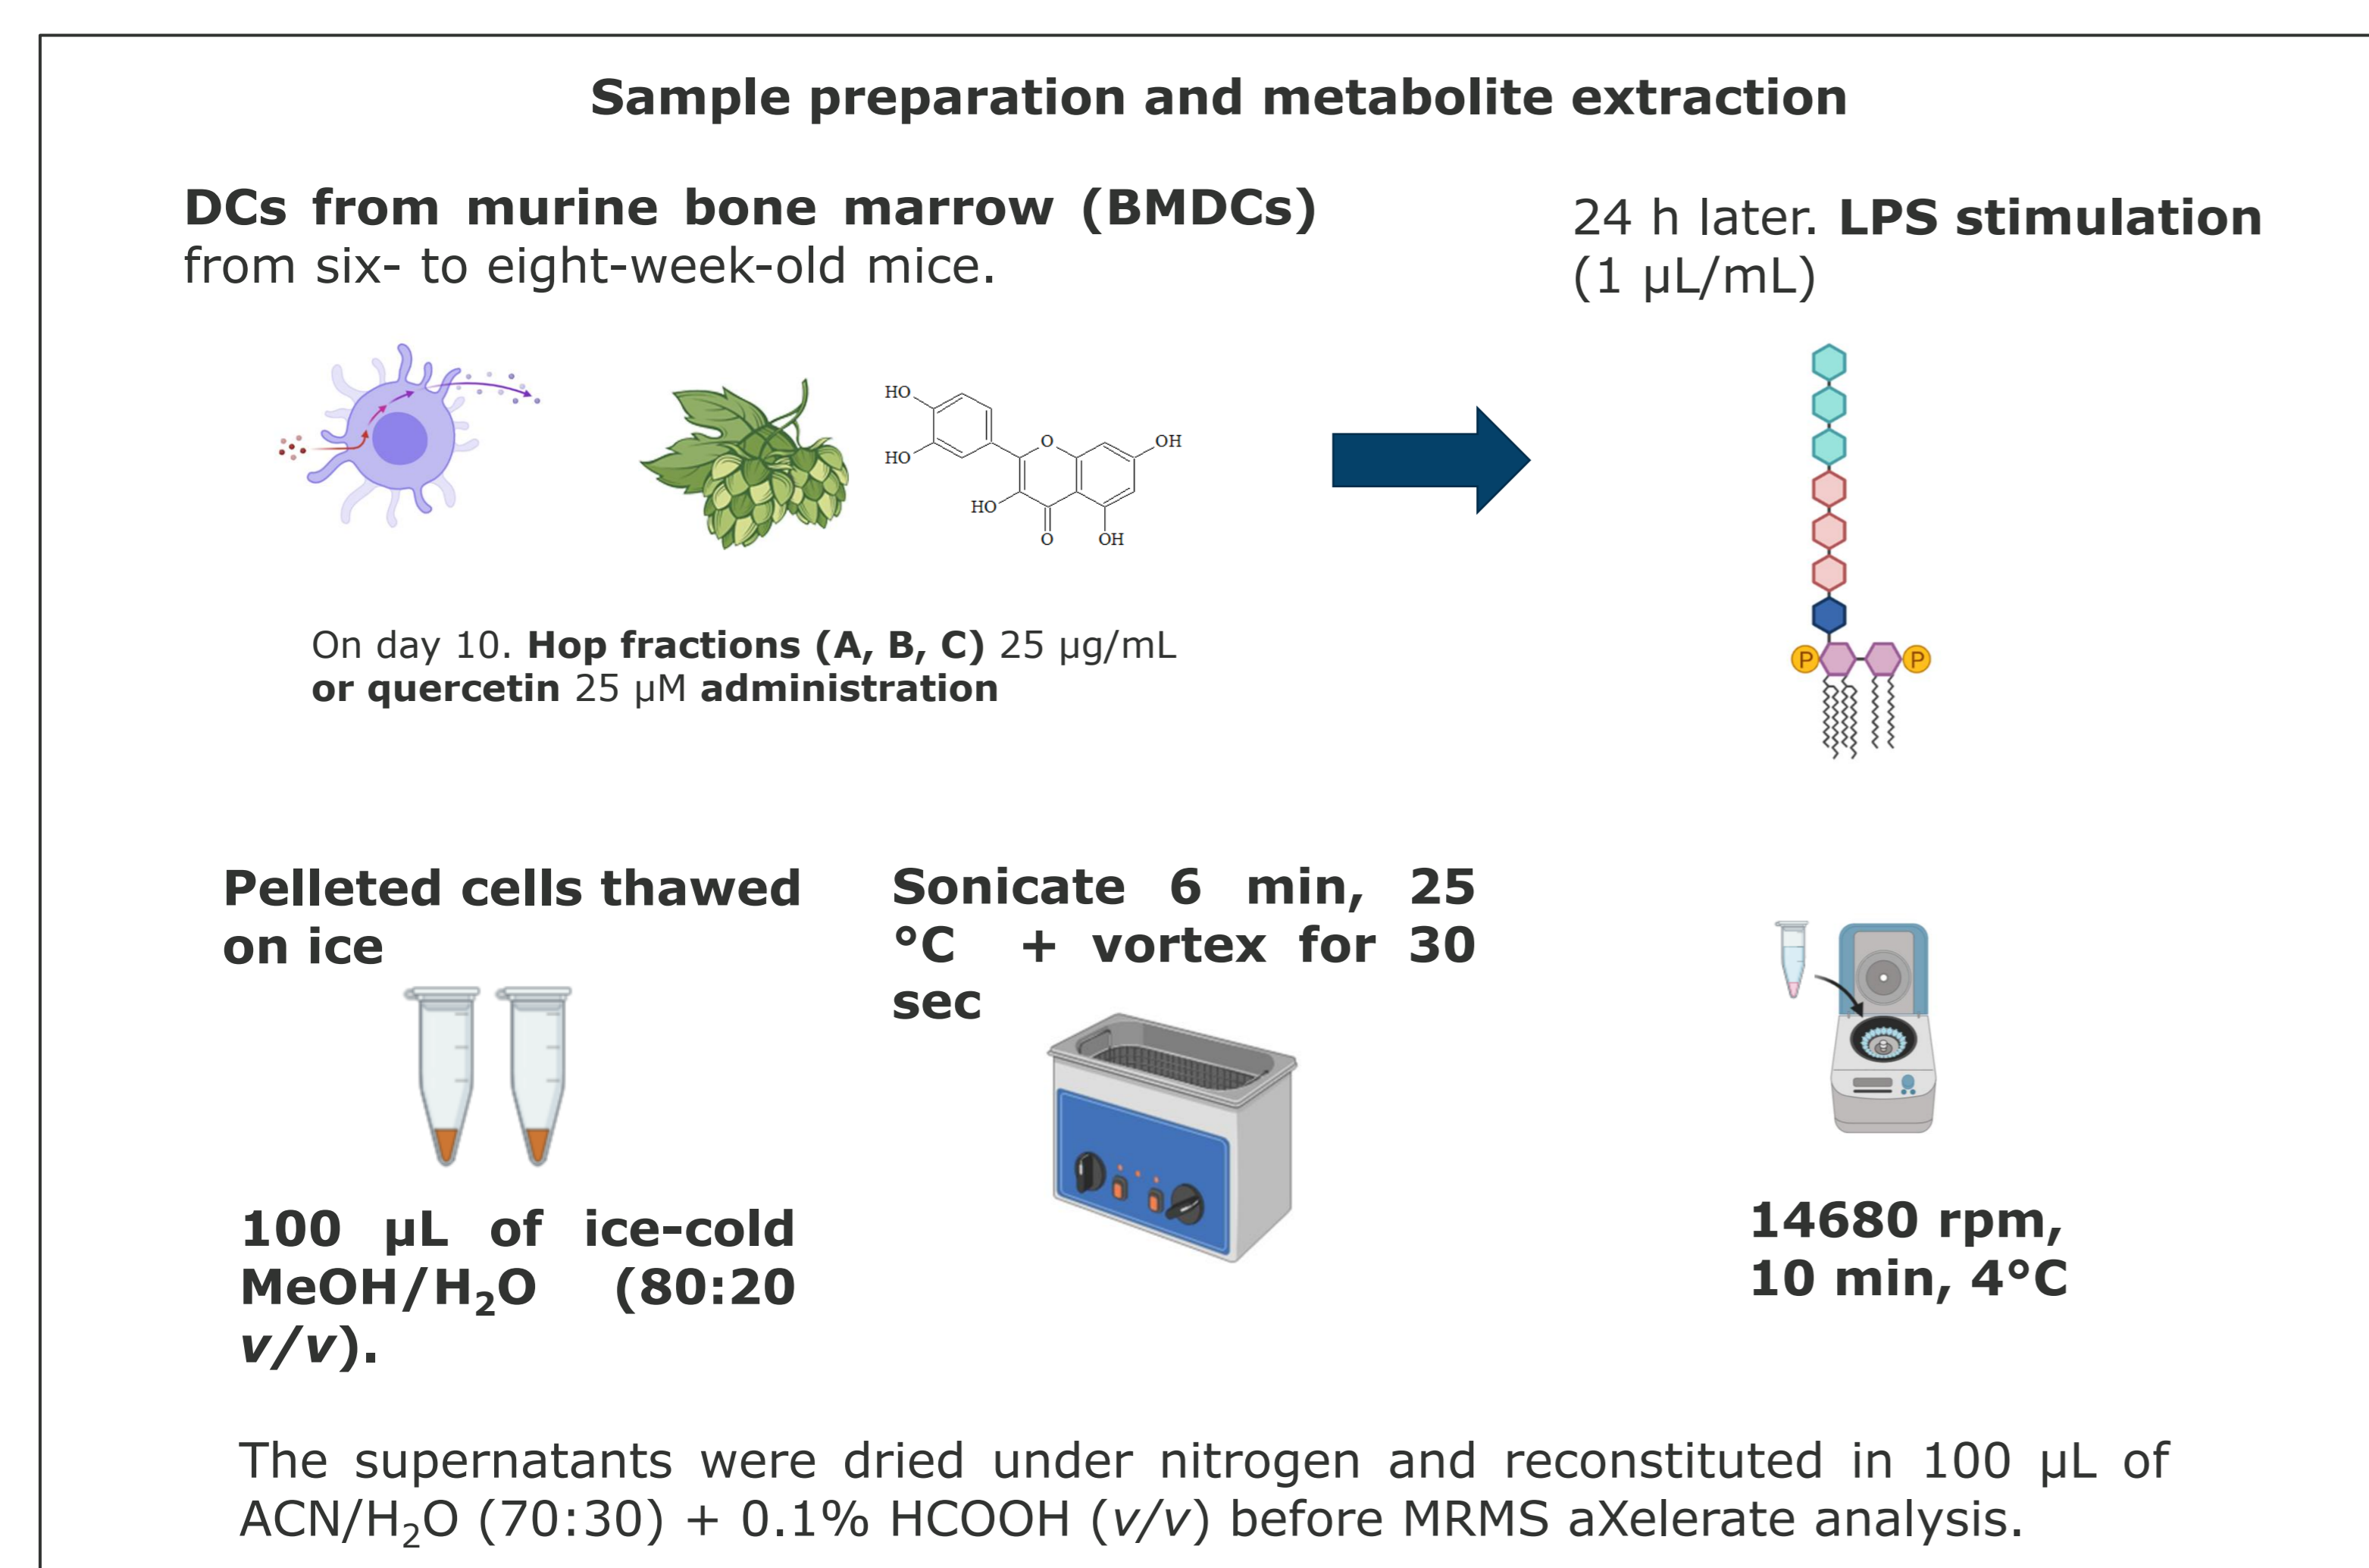 Sample preparation and metabolite extraction
DCs from murine bone marrow (BMDCs)
from six- to eight-week-old mice.
24 h later. LPS stimulation
(1 µL/mL)
HO
HO
O
OH
HO
O
OH
P
P
On day 10. Hop fractions (A, B, C) 25 µg/mL
or quercetin 25 µM administration
Pelleted cells thawed
on ice
Sonicate 6 min, 25
°C + vortex for 30
sec
100 µL of ice-cold
MeOH/H₂O (80:20
v/v).
14680 rpm,
10 min, 4°C
The supernatants were dried under nitrogen and reconstituted in 100 µL of
ACN/H₂O (70:30) + 0.1% HCOOH (v/v) before MRMS aXelerate analysis.